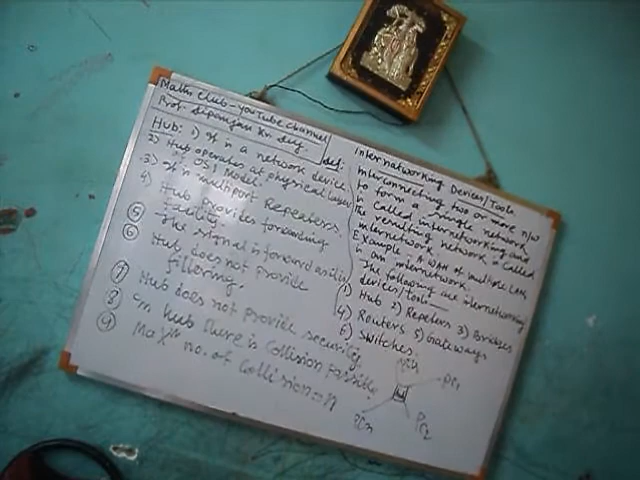 Maths club - youTube channel
Prof. Dipanjan Kr. Dey
Hub: 1) It is a network device
2) Hub operates at physical layer
of OSI Model.
3) It is multiport Repeaters
4) Hub Provides forwarding
facility.
5 The signal is forward
6 Hub does not provide
filtering.
7 Hub does not provide security.
8 In hub there is Collision Possible
9 Max no. of Collision = n
Def:
InterNetworking Devices/Tools
Interconnecting two or more n/w
to form a single network
is called internetworking and
The resulting network is called
internetwork.
Example: A WAN of multiple LANs
is an internetwork.
The following are internetworking
devices/tools
1) Hub 2) Repeters 3) Bridges
4) Routers 5) Gateways
6) Switches.
PC1
PC2